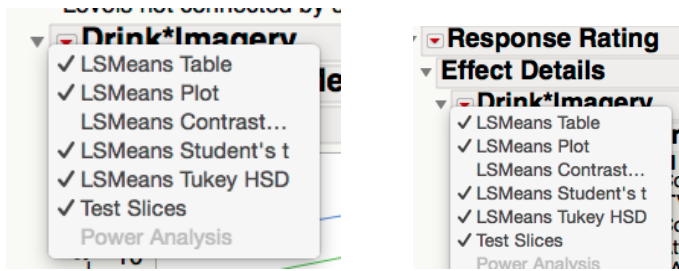 Drink*Imagery
✓ LSMeans Table
✓ LSMeans Plot
LSMeans Contrast...
✓ LSMeans Student's t
✓ LSMeans Tukey HSD
✓ Test Slices
Power Analysis
10
Response Rating
Effect Details
Drink*Imagery
✓ LSMeans Table
✓ LSMeans Plot
LSMeans Contrast...
✓ LSMeans Student's t
✓ LSMeans Tukey HSD
✓ Test Slices
Power Analysis